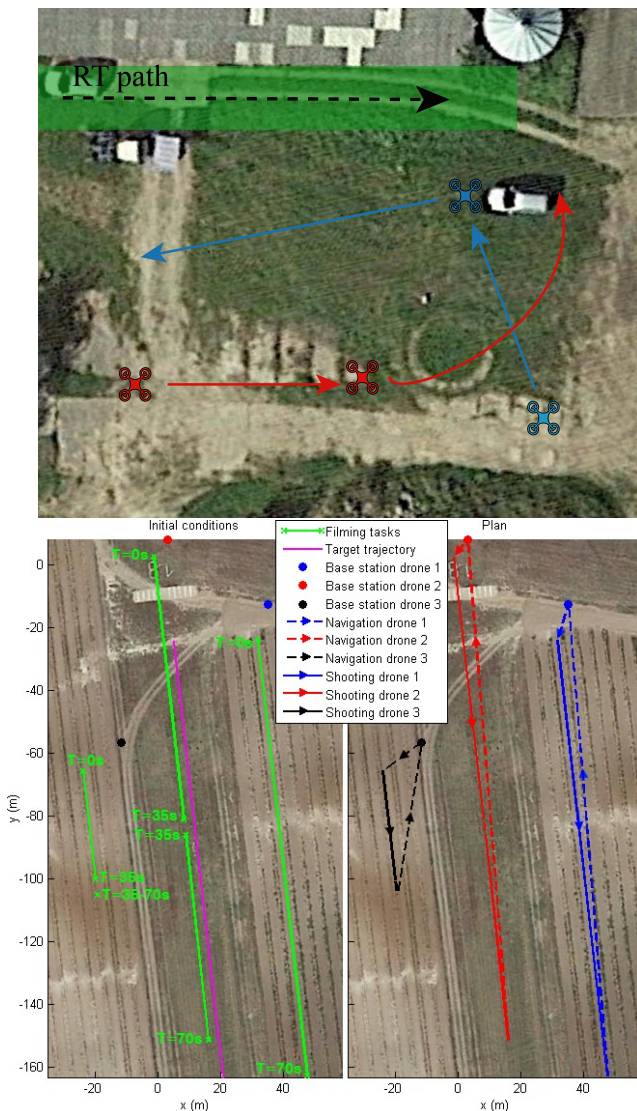 RT path
Initial conditions
Plan
Filming tasks
Target trajectory
Base station drone 1
Base station drone 2
Base station drone 3
Navigation drone 1
Navigation drone 2
Navigation drone 3
Shooting drone 1
Shooting drone 2
Shooting drone 3
T=0s
T=0s
T=0s
T=35s
T=35s
T=35s
T=35-70s
T=70s
T=70s
y (m)
0
-20
-40
-60
-80
-100
-120
-140
-160
-20
0
20
40
x (m)
-20
0
20
40
x (m)